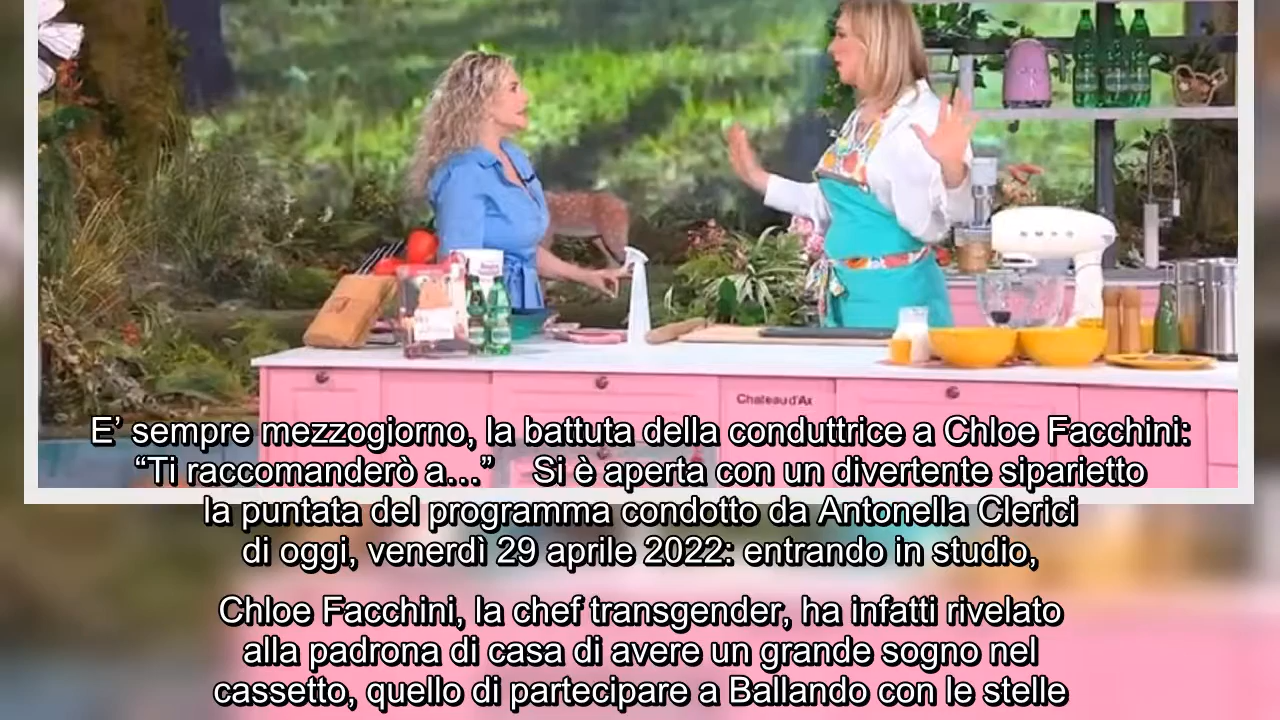 Chateau d'Ax
E’ sempre mezzogiorno, la battuta della conduttrice a Chloe Facchini:
“Ti raccomanderò a…” Si è aperta con un divertente siparietto
la puntata del programma condotto da Antonella Clerici
di oggi, venerdì 29 aprile 2022: entrando in studio,
Chloe Facchini, la chef transgender, ha infatti rivelato
alla padrona di casa di avere un grande sogno nel
cassetto, quello di partecipare a Ballando con le stelle